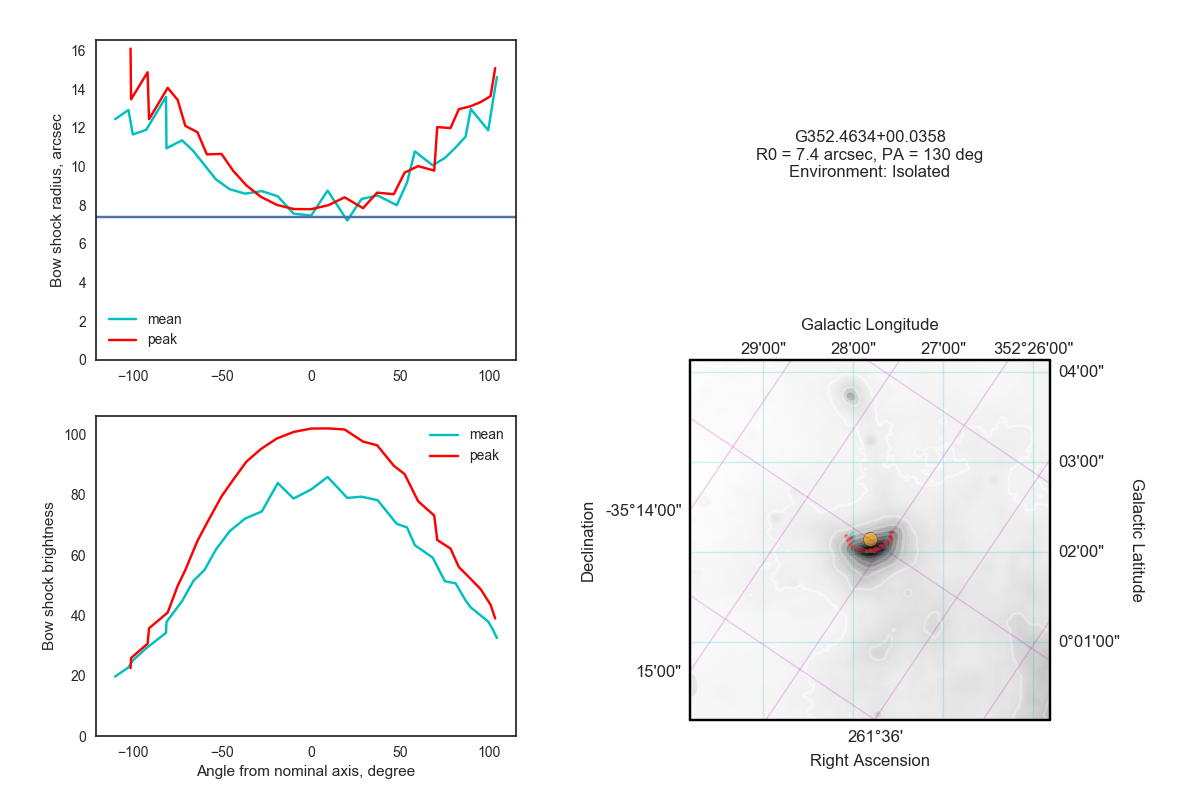 16
14
12
10
8
6
4
2
0
Bow shock radius, arcsec
mean
peak
−100
−50
0
50
100
100
80
60
40
20
0
Bow shock brightness
mean
peak
−100
−50
0
50
100
Angle from nominal axis, degree
G352.4634+00.0358
R0 = 7.4 arcsec, PA = 130 deg
Environment: Isolated
Galactic Longitude
29'00"
28'00"
27'00"
352°26'00"
04'00"
03'00"
02'00"
0°01'00"
Galactic Latitude
Declination
-35°14'00"
15'00"
261°36'
Right Ascension